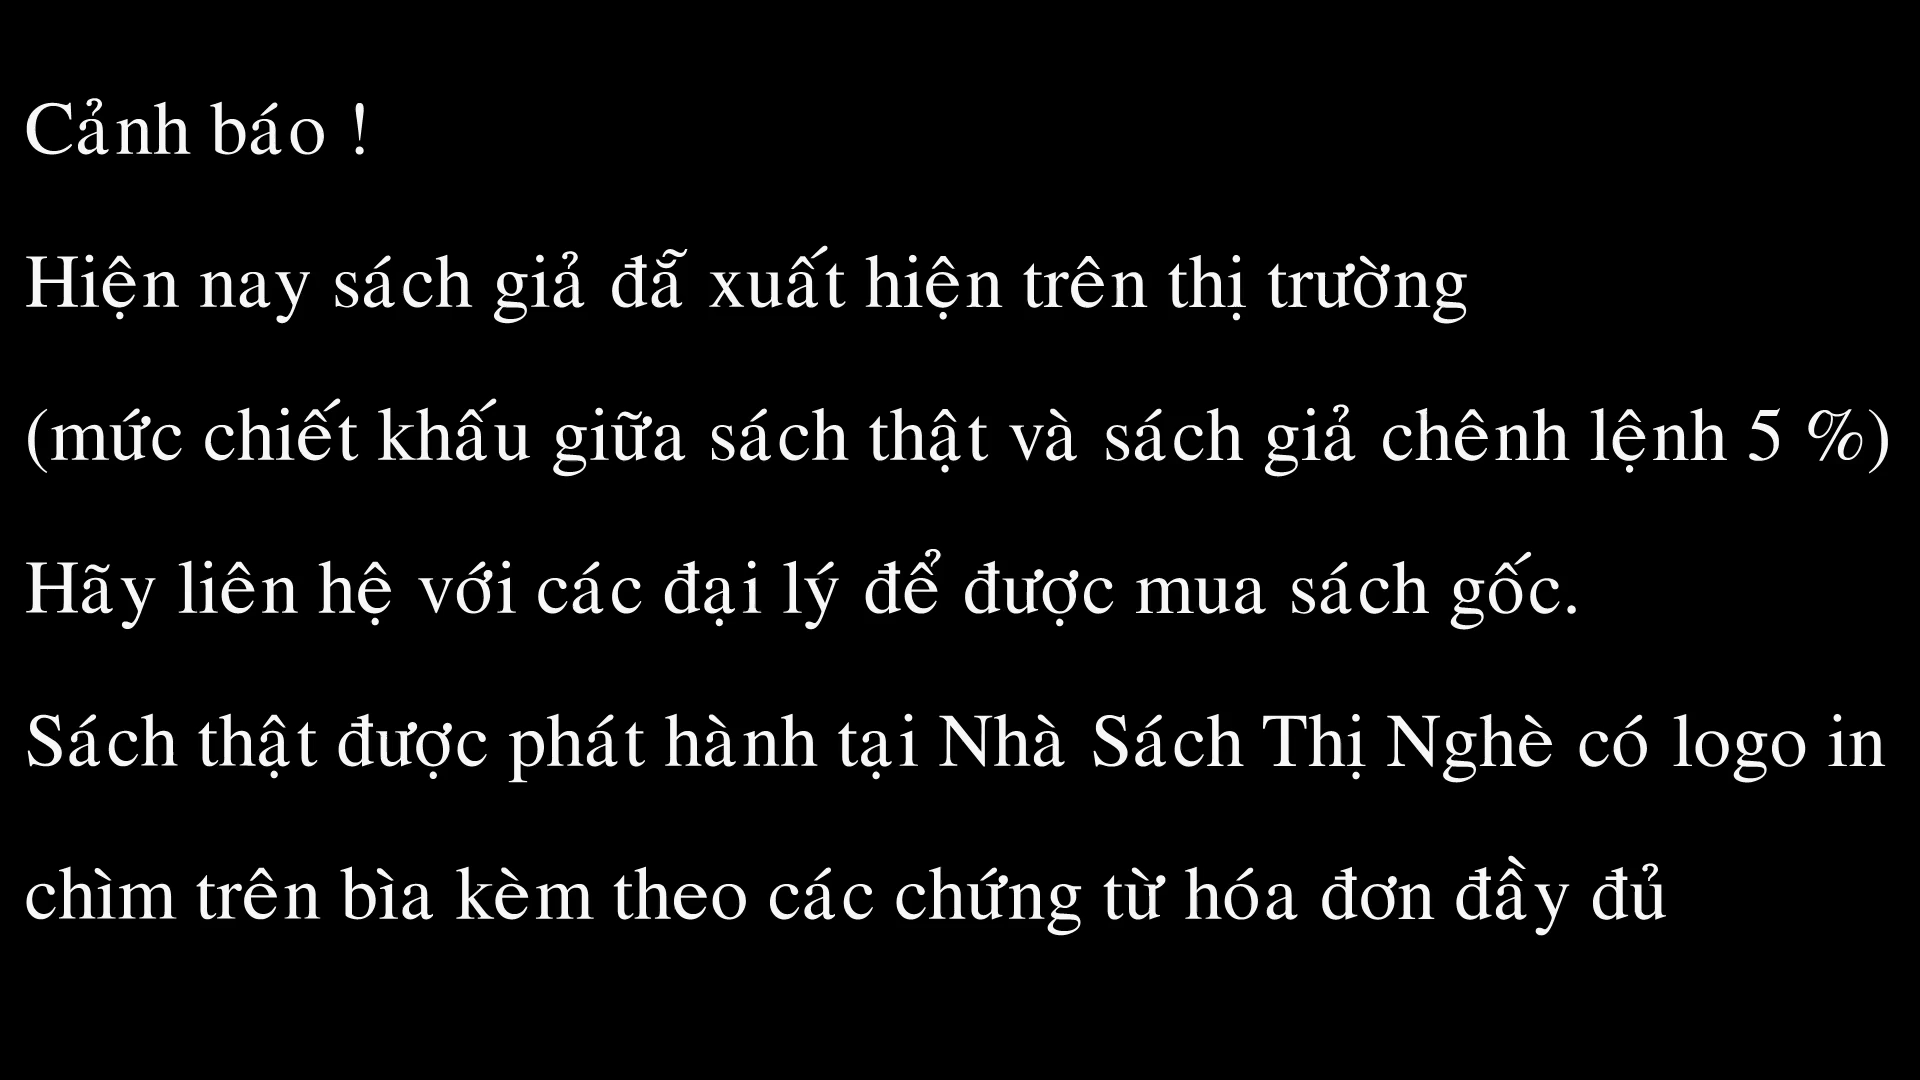 Cảnh báo !
Hiện nay sách giả đẵ xuất hiện trên thị trường
(mức chiết khấu giữa sách thật và sách giả chênh lệnh 5 %)
Hãy liên hệ với các đại lý để được mua sách gốc.
Sách thật được phát hành tại Nhà Sách Thị Nghè có logo in
chìm trên bìa kèm theo các chứng từ hóa đơn đầy đủ